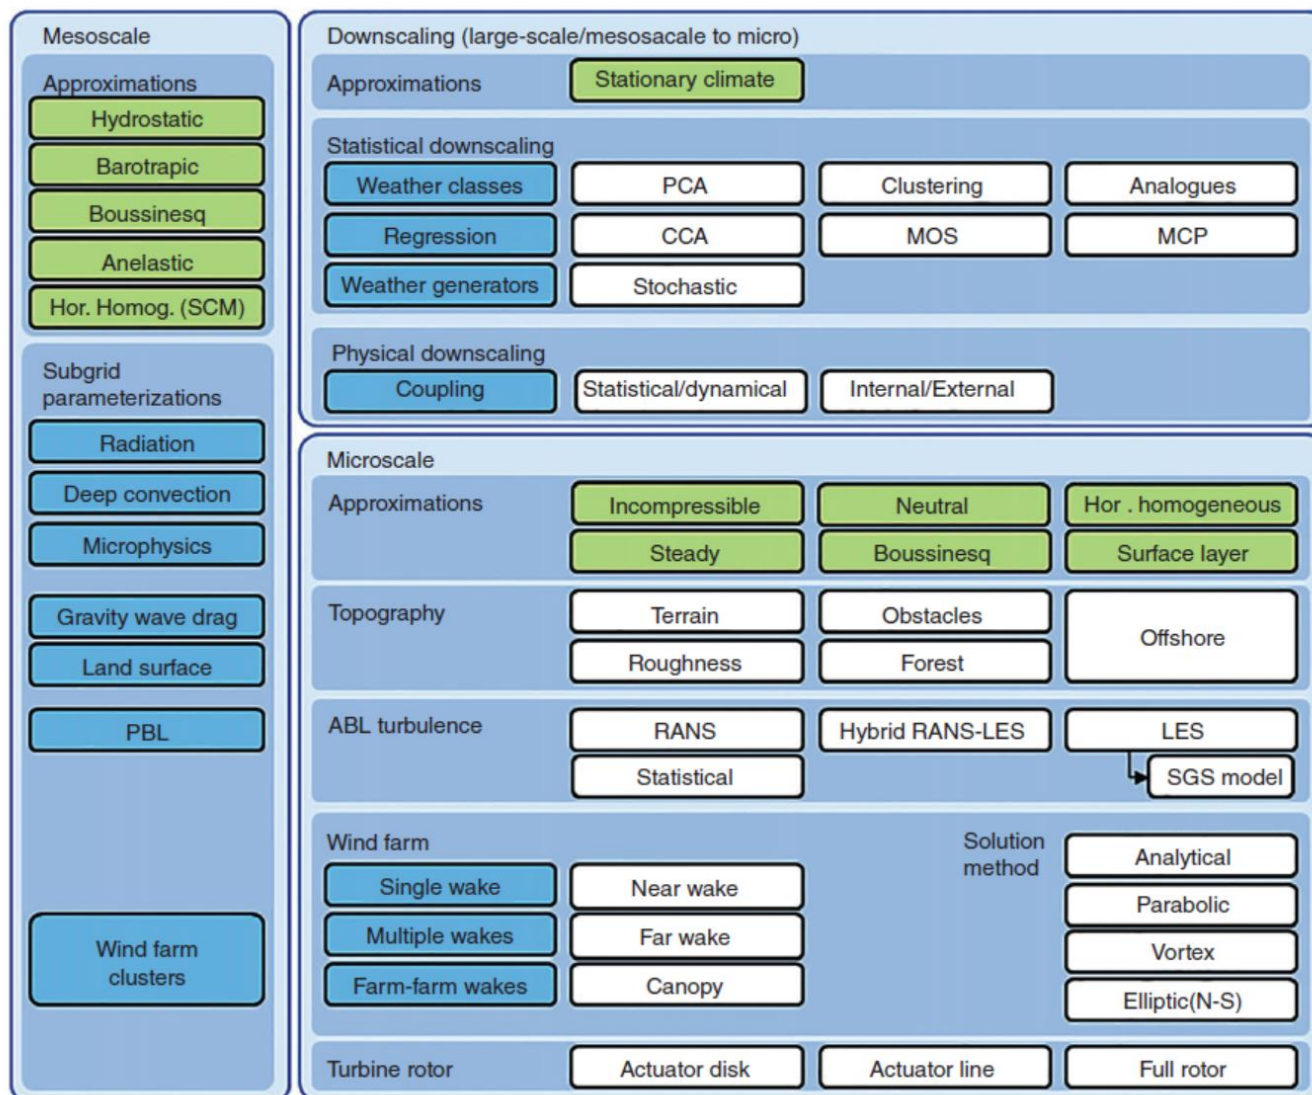 Mesoscale
Approximations
Hydrostatic
Barotrapic
Boussinesq
Anelastic
Hor. Homog. (SCM)
Subgrid
parameterizations
Radiation
Deep convection
Microphysics
Gravity wave drag
Land surface
PBL
Wind farm
clusters
Downscaling (large-scale/mesosacale to micro)
Approximations
Stationary climate
Statistical downscaling
Weather classes
PCA
Clustering
Analogues
Regression
CCA
MOS
MCP
Weather generators
Stochastic
Physical downscaling
Coupling
Statistical/dynamical
Internal/External
Microscale
Approximations
Incompressible
Neutral
Hor . homogeneous
Steady
Boussinesq
Surface layer
Topography
Terrain
Obstacles
Offshore
Roughness
Forest
ABL turbulence
RANS
Hybrid RANS-LES
LES
Statistical
SGS model
Wind farm
Single wake
Near wake
Multiple wakes
Far wake
Farm-farm wakes
Canopy
Solution
method
Analytical
Parabolic
Vortex
Elliptic(N-S)
Turbine rotor
Actuator disk
Actuator line
Full rotor